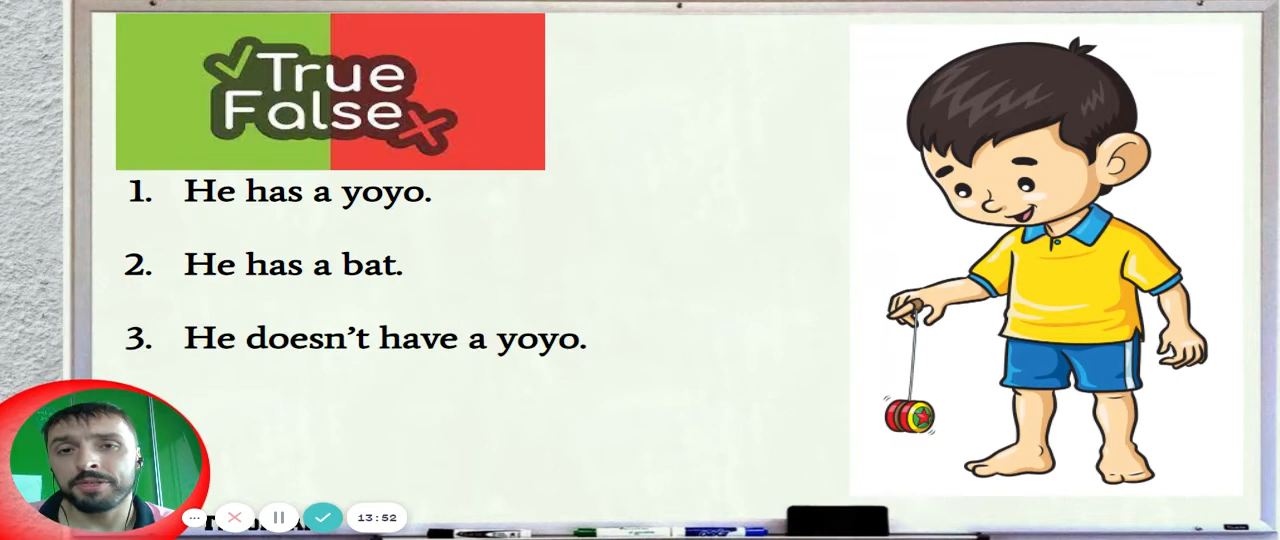 True
False
1. He has a yoyo.
2. He has a bat.
3. He doesn’t have a yoyo.
13:52